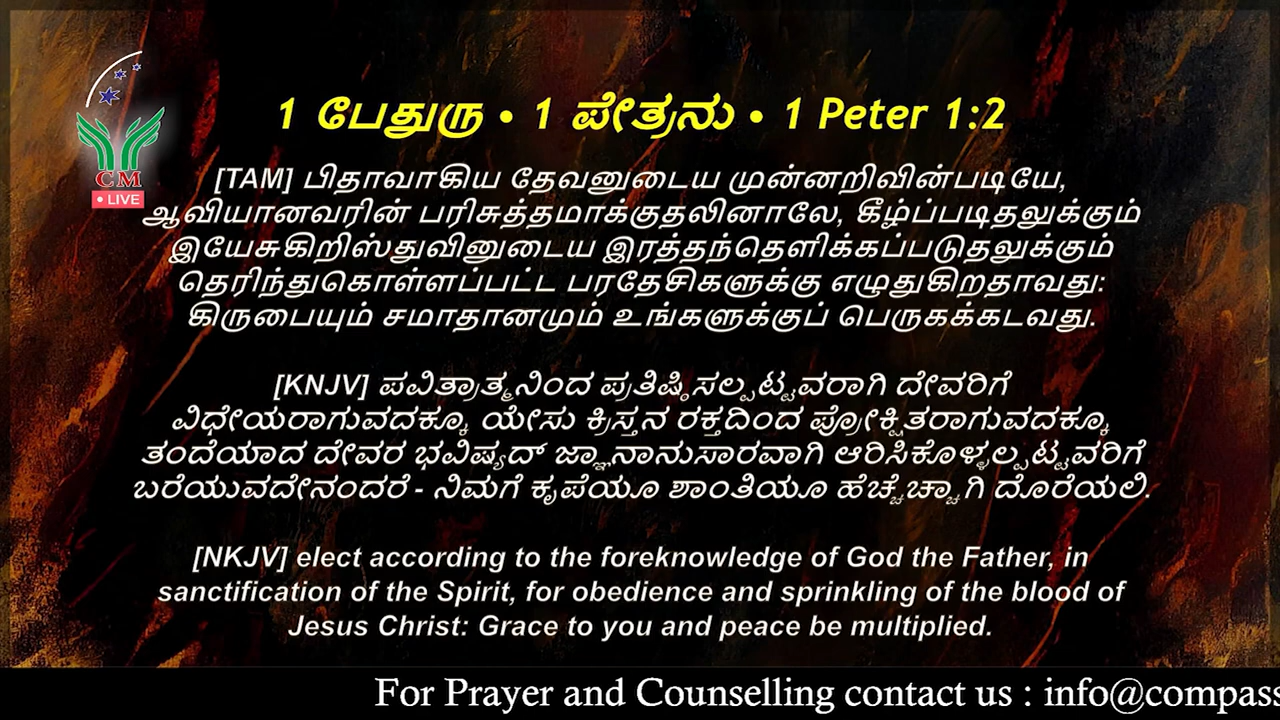 1 பேதுரு • 1 ಪೇತ್ರನು • 1 Peter 1:2
CM
• LIVE
[TAM] பிதாவாகிய தேவனுடைய முன்னறிவின்படியே,
ஆவியானவரின் பரிசுத்தமாக்குதலினாலே, கீழ்ப்படிதலுக்கும்
இயேசுகிறிஸ்துவினுடைய இரத்தந்தெளிக்கப்படுதலுக்கும்
தெரிந்துகொள்ளப்பட்ட பரதேசிகளுக்கு எழுதுகிறதாவது:
கிருபையும் சமாதானமும் உங்களுக்குப் பெருகக்கடவது.
[KNJV] ಪವಿತ್ರಾತ್ಮನಿಂದ ಪ್ರತಿಷ್ಠಿಸಲ್ಪಟ್ಟವರಾಗಿ ದೇವರಿಗೆ
ವಿಧೇಯರಾಗುವದಕ್ಕೂ ಯೇಸು ಕ್ರಿಸ್ತನ ರಕ್ತದಿಂದ ಪ್ರೋಕ್ಷಿತರಾಗುವದಕ್ಕೂ
ತಂದೆಯಾದ ದೇವರ ಭವಿಷ್ಯದ್ ಜ್ಞಾನಾನುಸಾರವಾಗಿ ಆರಿಸಿಕೊಳ್ಳಲ್ಪಟ್ಟವರಿಗೆ
ಬರೆಯುವದೇನಂದರೆ - ನಿಮಗೆ ಕೃಪೆಯೂ ಶಾಂತಿಯೂ ಹೆಚ್ಚೆಚ್ಚಾಗಿ ದೊರೆಯಲಿ.
[NKJV] elect according to the foreknowledge of God the Father, in
sanctification of the Spirit, for obedience and sprinkling of the blood of
Jesus Christ: Grace to you and peace be multiplied.
For Prayer and Counselling contact us : info@compass